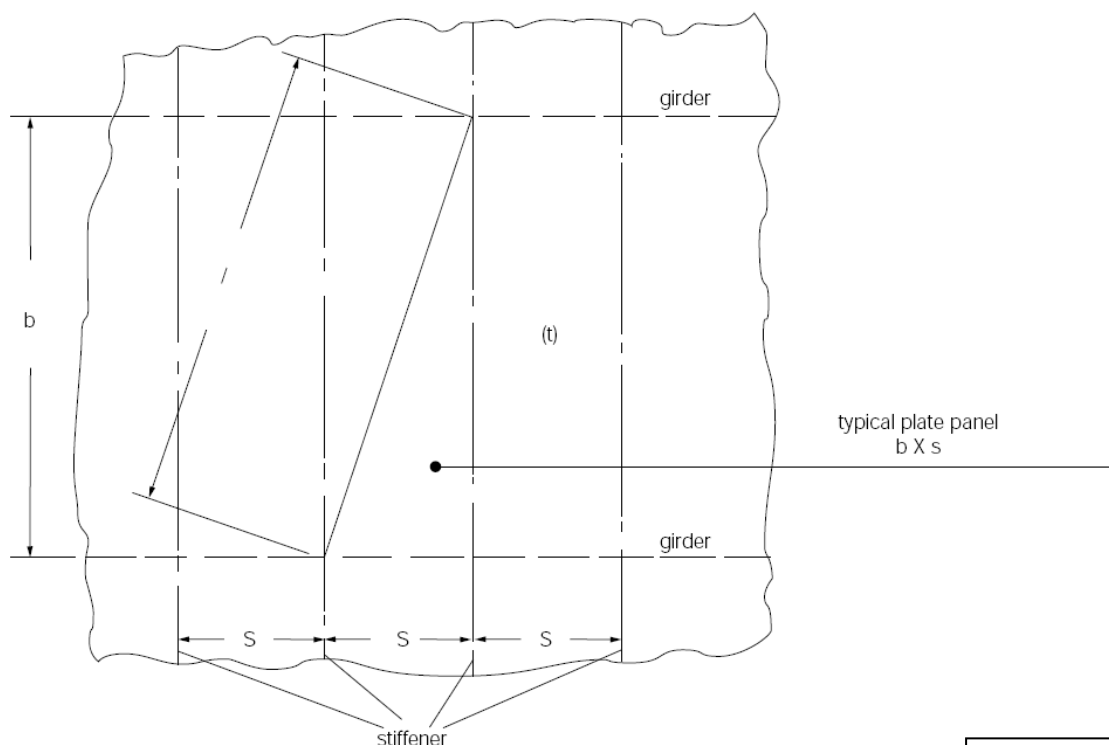 girder
b
(t)
typical plate panel
b X s
girder
S
S
S
stiffener